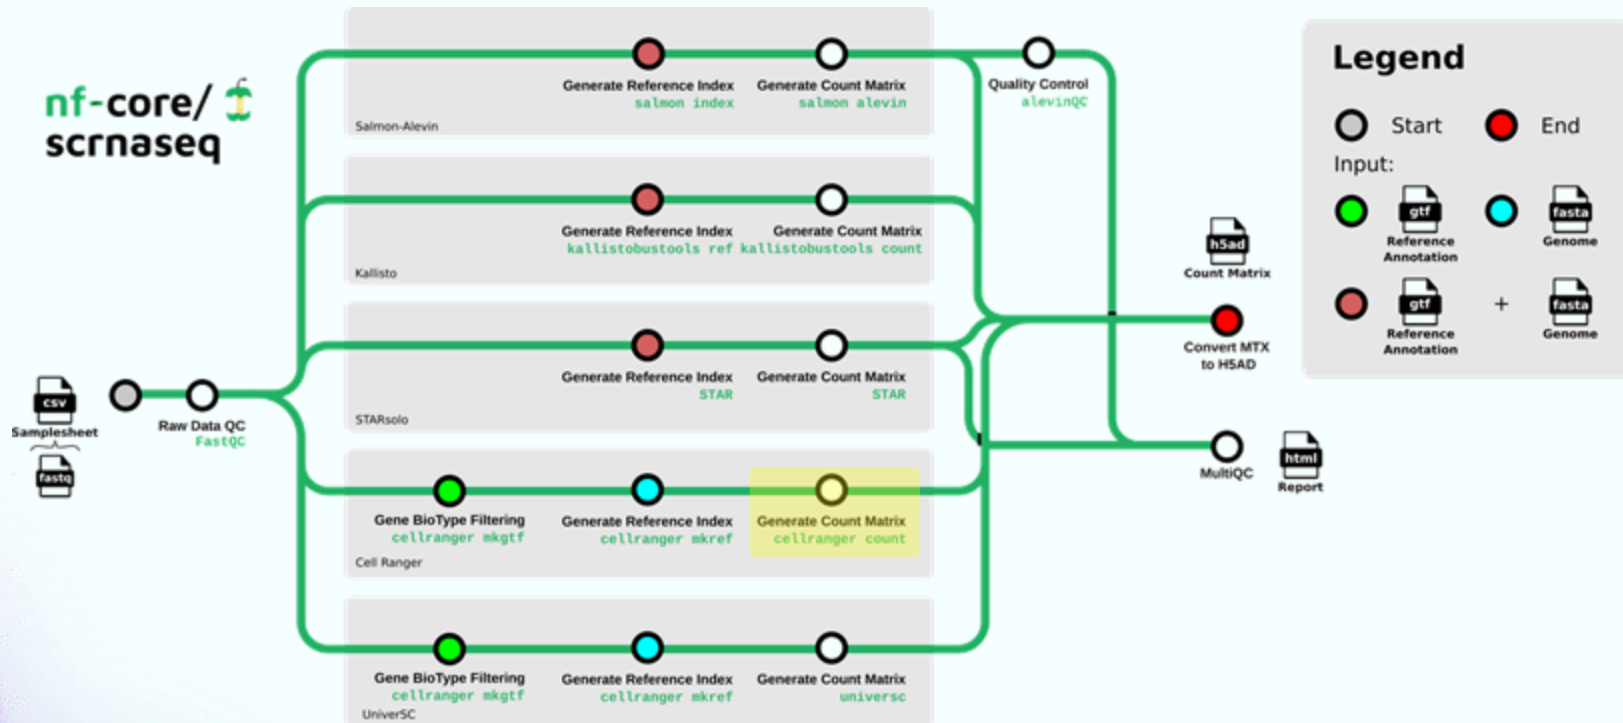 nf-core/
scrnaseq
csv
Samplesheet
fastq
Raw Data QC
FastQC
Generate Reference Index
salmon index
Generate Count Matrix
salmon alevin
Salmon-Alevin
Quality Control
alevinQC
Generate Reference Index
kallistobustools ref
Generate Count Matrix
kallistobustools count
Kallisto
Generate Reference Index
STAR
Generate Count Matrix
STAR
STARsolo
Gene BioType Filtering
cellranger mkgtf
Generate Reference Index
cellranger mkref
Generate Count Matrix
cellranger count
Cell Ranger
Gene BioType Filtering
cellranger mkgtf
Generate Reference Index
cellranger mkref
Generate Count Matrix
universc
UniverSC
h5ad
Count Matrix
Convert MTX
to H5AD
MultiQC
html
Report
Legend
Start
End
Input:
gtf
Reference
Annotation
fasta
Genome
gtf
Reference
Annotation
+
fasta
Genome